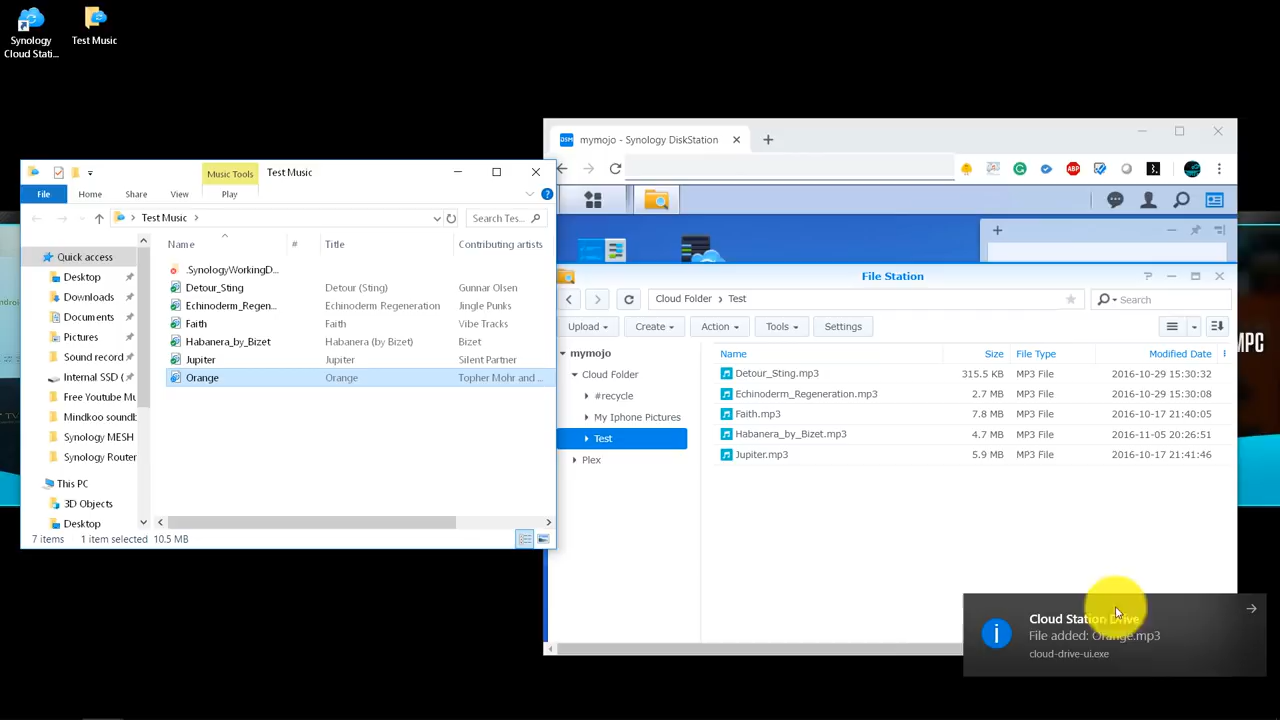 Synology
Cloud Stati...
Test Music
mymojo - Synology DiskStation
Music Tools
Test Music
File
Home
Share
View
Play
Test Music
Search Tes...
Quick access
Desktop
Downloads
Documents
Pictures
Sound record
Internal SSD (
Free Youtube Mu
Mindkoo soundb
Synology MESH
Synology Router
This PC
3D Objects
Desktop
Name
#
Title
Contributing artists
.SynologyWorkingD...
Detour_Sting
Detour (Sting)
Gunnar Olsen
Echinoderm_Regen...
Echinoderm Regeneration
Jingle Punks
Faith
Faith
Vibe Tracks
Habanera_by_Bizet
Habanera (by Bizet)
Bizet
Jupiter
Jupiter
Silent Partner
Orange
Orange
Topher Mohr and ...
7 items
1 item selected
10.5 MB
DSM
ABP
File Station
Cloud Folder
Test
Search
Upload
Create
Action
Tools
Settings
mymojo
Cloud Folder
#recycle
My Iphone Pictures
Test
Plex
Name
Size
File Type
Modified Date
Detour_Sting.mp3
315.5 KB
MP3 File
2016-10-29 15:30:32
Echinoderm_Regeneration.mp3
2.7 MB
MP3 File
2016-10-29 15:30:08
Faith.mp3
7.8 MB
MP3 File
2016-10-17 21:40:05
Habanera_by_Bizet.mp3
4.7 MB
MP3 File
2016-11-05 20:26:51
Jupiter.mp3
5.9 MB
MP3 File
2016-10-17 21:41:46
MPC
Cloud Station Drive
File added: Orange.mp3
cloud-drive-ui.exe